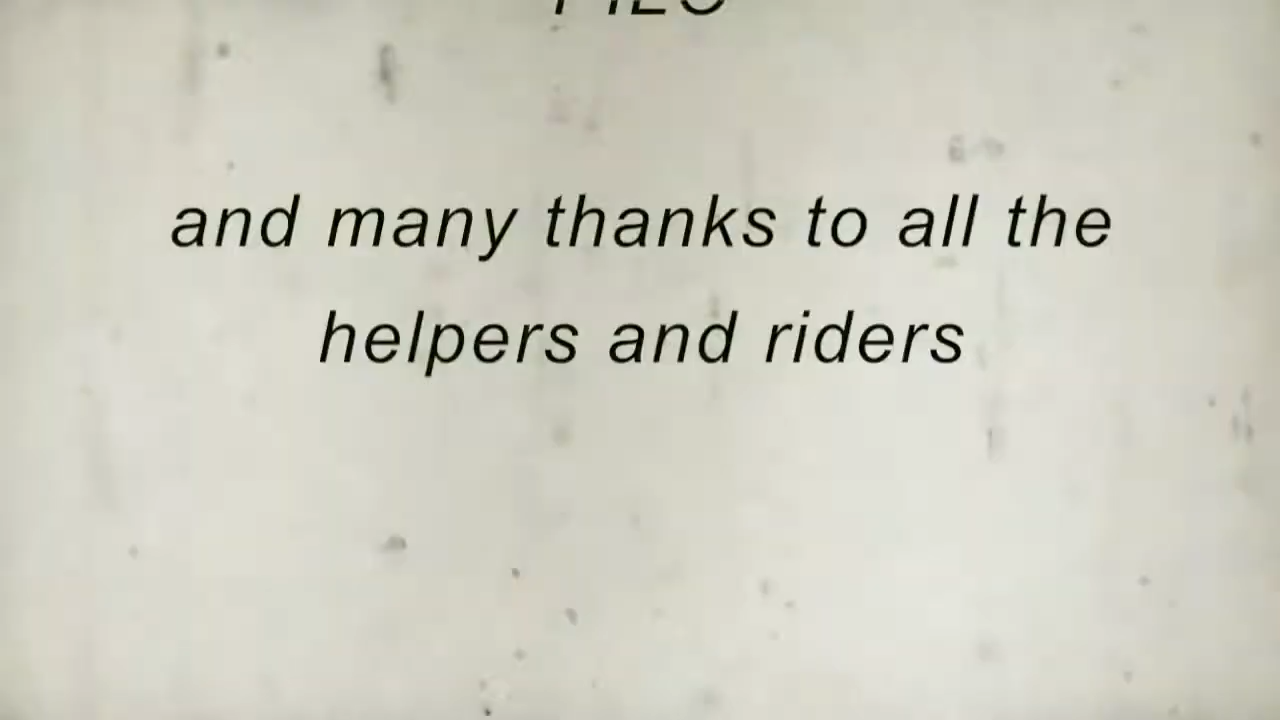 and many thanks to all the
helpers and riders